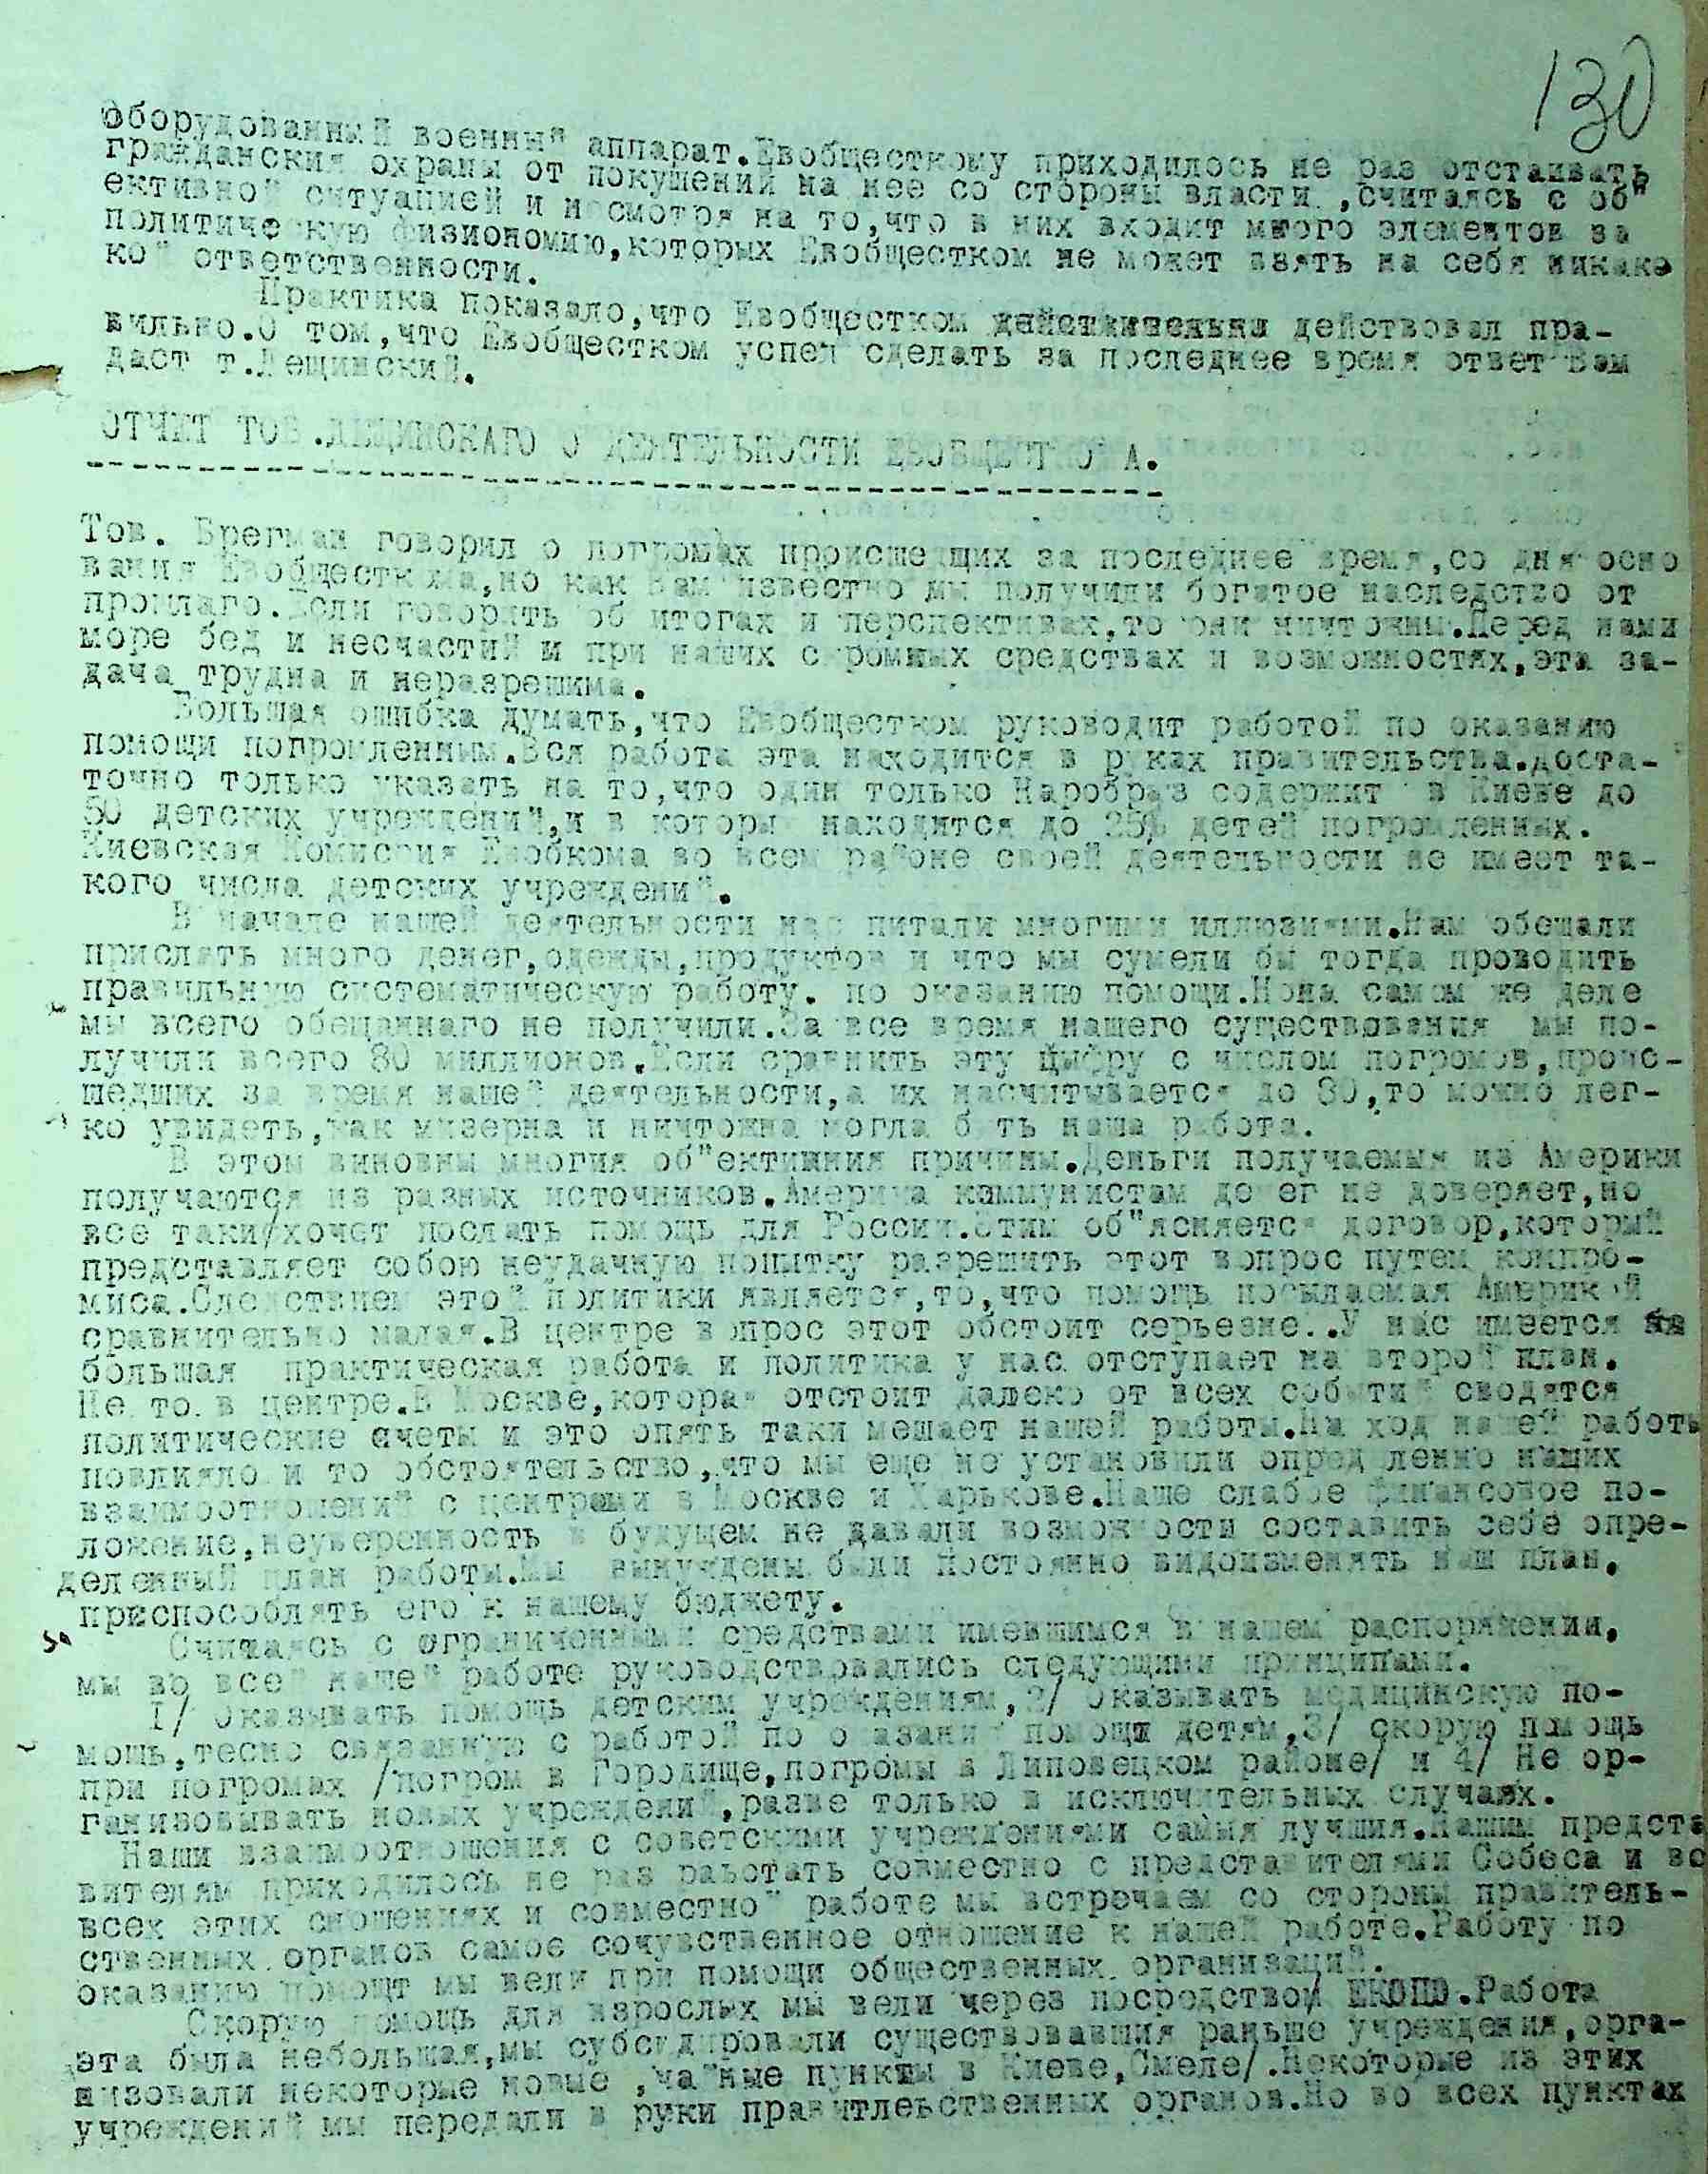 130
оборудованный военный аппарат.Евобщесткому приходилось не раз отстаивать
гражданския охраны от покушений на нее со стороны власти ,считаясь с об"
ективной ситуацией и несмотря на то,что в них входит много элементов за
политическую физиономию,которых Евобщестком не может взять на себя никако
кой ответственности.
Практика показало,что Евобщестком действовал пра-
вильно.О том,что Евобщестком успел сделать за последнее время ответ Вам
даст т.Лещинский.
ОТЧЕТ ТОВ.ЛЕЩИНСКАГО О ДЕЯТЕЛЬНОСТИ ЕВОБЩЕСТКОМА.
Тов. Брегман говорил о погромах происшедших за последнее время,со дня осно
вания Евобщесткома,но как Вам известно мы получили богатое наследство от
прошлаго.Если говорить об итогах и перспективах,то они ничтожны.Перед нами
море бед и несчастий и при наших скромных средствах и возможностях,эта за-
дача трудна и неразрешима.
Большая ошибка думать,что Евобщестком руководит работой по оказанию
помощи погромленным.Вся работа эта находится в руках правительства.доста-
точно только указать на то,что один только Наробраз содержит в Киеве до
50 детских учреждений,и в которых находится до 25% детей погромленных.
Киевская Комиссия Евобкома во всем районе своей деятельности не имеет та-
кого числа детских учреждений.
В начале нашей деятельности нас питали многими иллюзиями.Нам обещали
прислать много денег,одежды,продуктов и что мы сумели бы тогда проводить
правильную систематическую работу. по оказанию помощи.Нона самом же деле
мы всего обещаннаго не получили.За все время нашего существования мы по-
лучили всего 80 миллионов.Если сравнить эту цыфру с числом погромов,проис-
шедших за время нашей деятельности,а их насчитывается до 80,то можно лег-
ко увидеть,как мизерна и ничтожна могла быть наша работа.
В этом виновны многия об"ективния причины.Деньги получаемыя из Америки
получаются из разных источников.Америка каммунистам денег не доверяет,но
все таки/хочет послать помощь для России.Этим об"ясняется договор,который
представляет собою неудачную попытку разрешить этот вопрос путем компро-
миса.Следствием этой политики является,то,что помощь посылаемая Америкой
сравнительно малая.В центре вопрос этот обстоит серьезне..У нас имеется
большая практическая работа и политика у нас отступает на второй план.
Не то в центре.В Москве,которая отстоит далеко от всех событий сводятся
политические счеты и это опять таки мешает нашей работы.На ход нашей работы
повлияло и то обстоятельство,что мы еще не установили определенно наших
взаимоотношений с центрами в Москве и Харькове.Наше слабое финансовое по-
ложение,неуверенность в будущем не давали возможности составить себе опре-
деленный план работы.Мы вынуждены были постоянно видоизменять наш план,
приспособлять его к нашему бюджету.
Считаясь с ограниченными средствами имевшимся в нашем распоряжении,
мы во всей нашей работе руководствовались следующими принципами.
I/ оказывать помощь детским учреждениям,2/ оказывать медицинскую по-
мощь,тесно связанную с работой по оказанию помощи детям,3/ скорую помощь
при погромах /погром в Городище,погромы в Липовецком районе/ и 4/ Не ор-
ганизовывать новых учреждений,разве только в исключительных случаях.
Наши взаимоотношения с советскими учреждениями самыя лучшия.Нашим предста
вителям приходилось не раз работать совместно с представителями Собеса и во
всех этих сношениях и совместной работе мы встречаем со стороны правитель-
ственных органов самое сочувственное отношение к нашей работе.Работу по
оказанию помощт мы вели при помощи общественных организаций.
Скорую помощь для взрослых мы вели через посредством ЕКОПО.Работа
эта была небольшая,мы субсидировали существовавшия раньше учреждения,орга-
низовали некоторые новые ,чайные пункты в Киеве,Смеле/.Некоторые из этих
учреждений мы передали в руки правитлеьственных органов.Но во всех пунктах